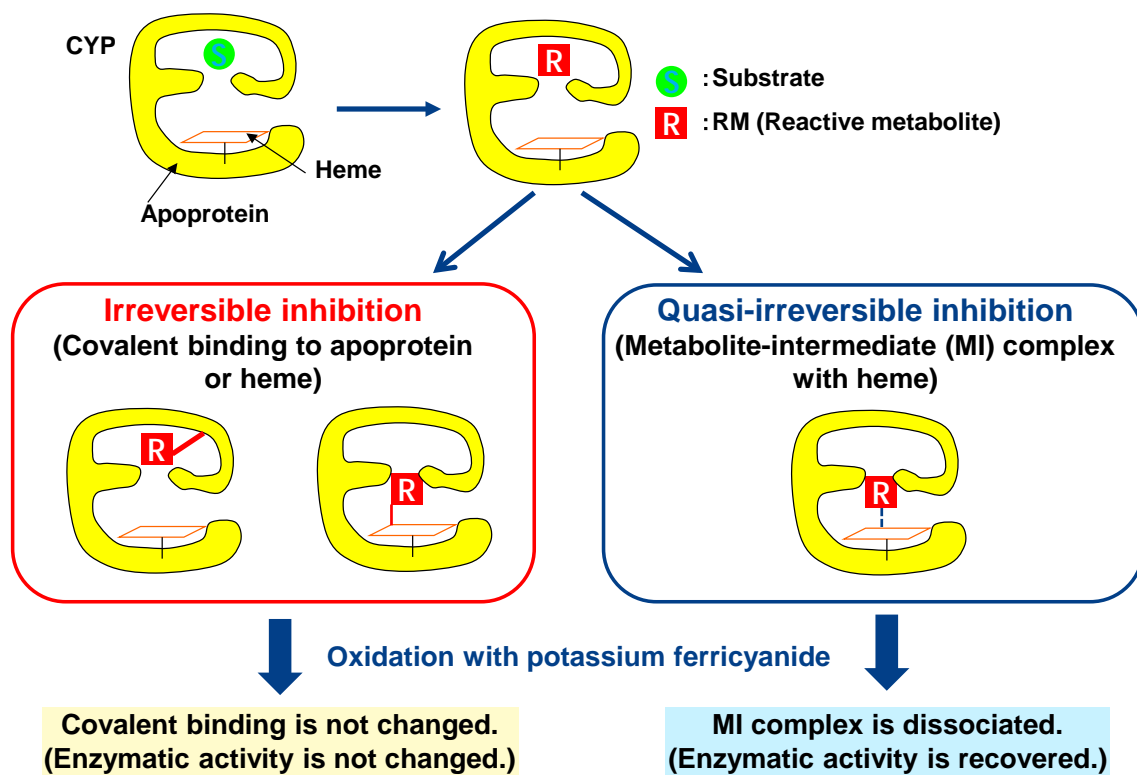 CYP
S
R
S : Substrate
R : RM (Reactive metabolite)
Heme
Apoprotein
Irreversible inhibition
(Covalent binding to apoprotein
or heme)
R
R
Quasi-irreversible inhibition
(Metabolite-intermediate (MI) complex
with heme)
R
Oxidation with potassium ferricyanide
Covalent binding is not changed.
(Enzymatic activity is not changed.)
MI complex is dissociated.
(Enzymatic activity is recovered.)